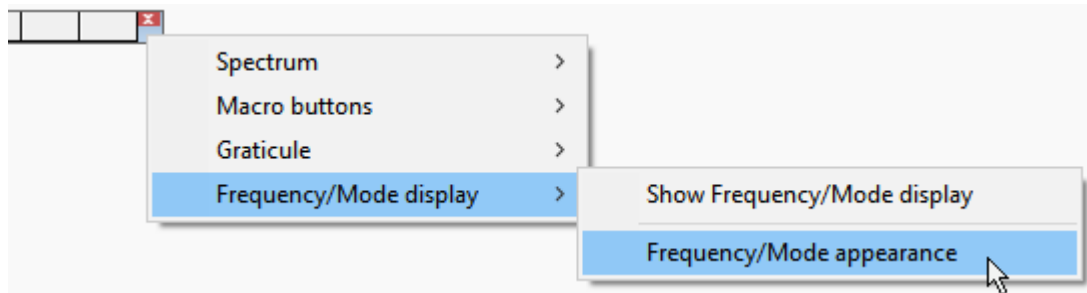 Spectrum
Macro buttons
Graticule
Frequency/Mode display
Show Frequency/Mode display
Frequency/Mode appearance